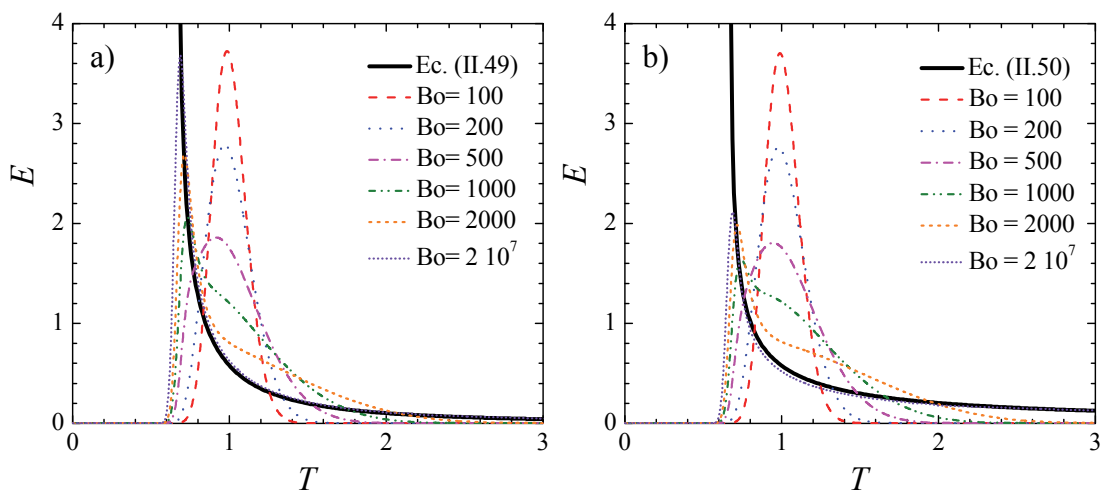 a)
E
4
3
2
1
0
0 1 2 3
T
Ec. (II.49)
Bo= 100
Bo= 200
Bo= 500
Bo= 1000
Bo= 2000
Bo= 2 10⁷
b)
E
4
3
2
1
0
0 1 2 3
T
Ec. (II.50)
Bo = 100
Bo = 200
Bo = 500
Bo = 1000
Bo = 2000
Bo = 2 10⁷